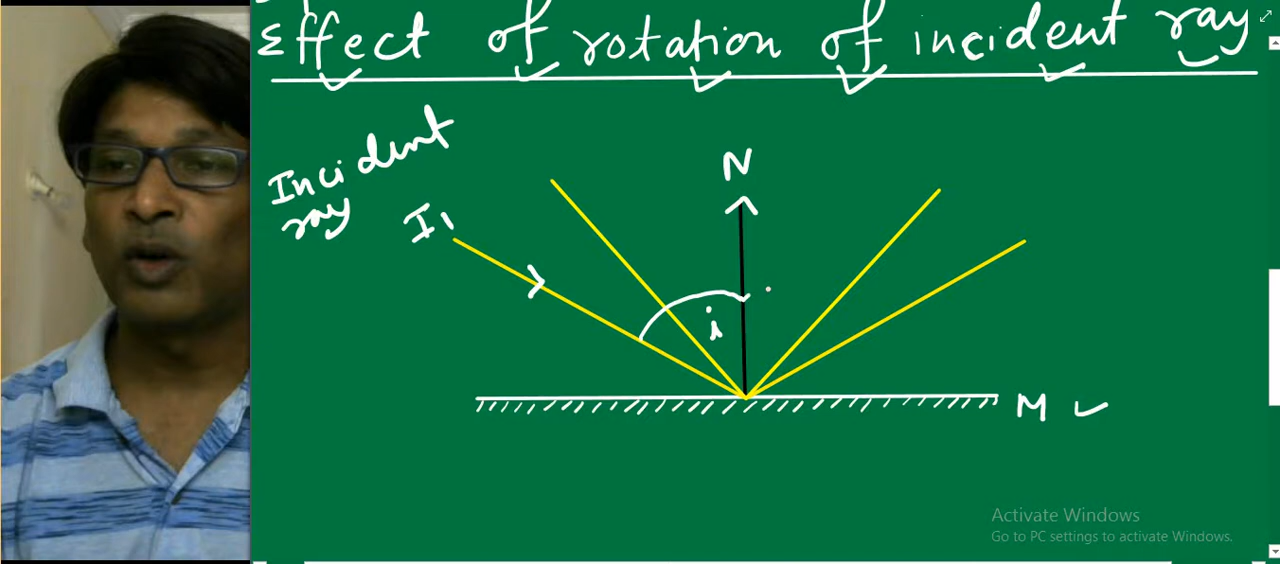 Effect of rotation of incident ray
Incident
ray
I1
N
i
M
Activate Windows
Go to PC settings to activate Windows.